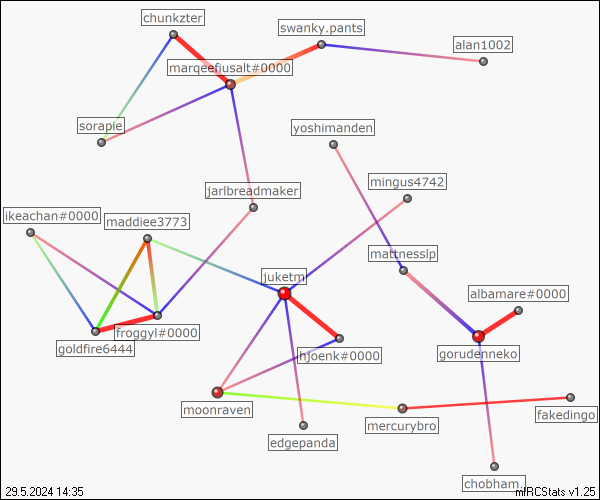 chunkzter
swanky.pants
alan1002
marqeefiusalt#0000
sorapie
yoshimanden
jarlbreadmaker
mingus4742
ikeachan#0000
maddiee3773
mattnesslp
juketm
albamare#0000
froggyl#0000
goldfire6444
hjoenk#0000
gorudenneko
moonraven
mercurybro
fakedingo
edgepanda
chobham.
29.5.2024 14:35
mIRCStats v1.25